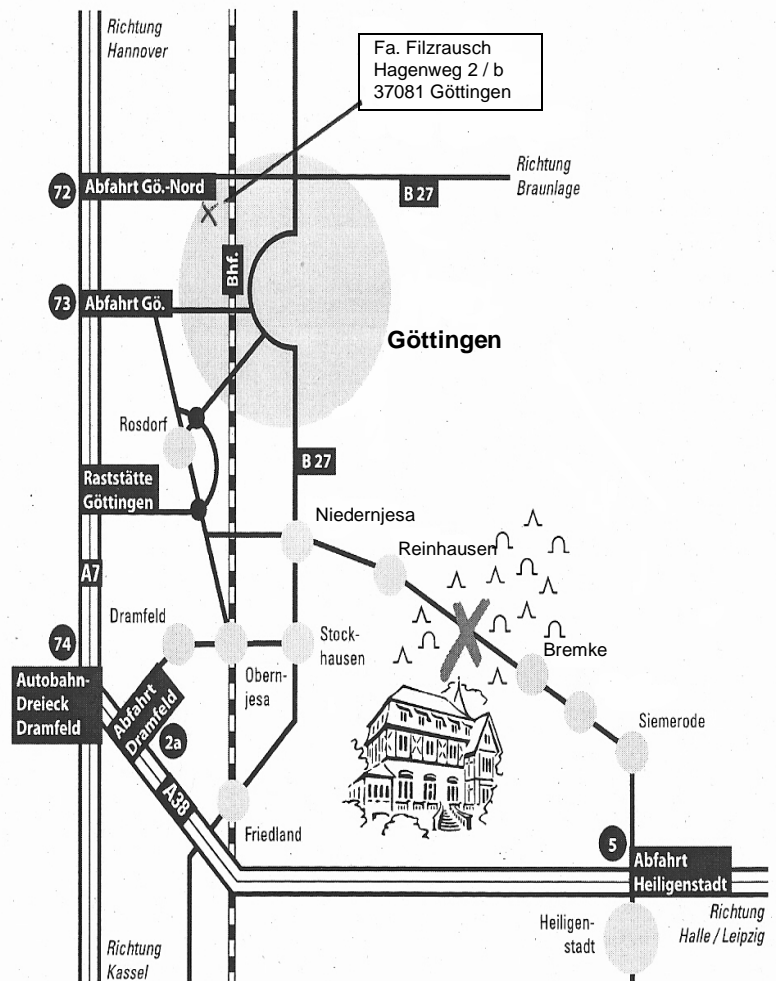 Richtung
Hannover
Fa. Filzrausch
Hagenweg 2 / b
37081 Göttingen
Richtung
Braunlage
72
Abfahrt Gö.-Nord
B 27
Bhf.
73
Abfahrt Gö.
Göttingen
Rosdorf
B 27
Raststätte
Göttingen
Niedernjesa
Reinhausen
A7
Dramfeld
74
Stock-
hausen
Bremke
Obern-
jesa
Autobahn-
Dreieck
Dramfeld
Abfahrt
Dramfeld
2a
Siemerode
A38
Friedland
5
Abfahrt
Heiligenstadt
Heiligen-
stadt
Richtung
Halle / Leipzig
Richtung
Kassel